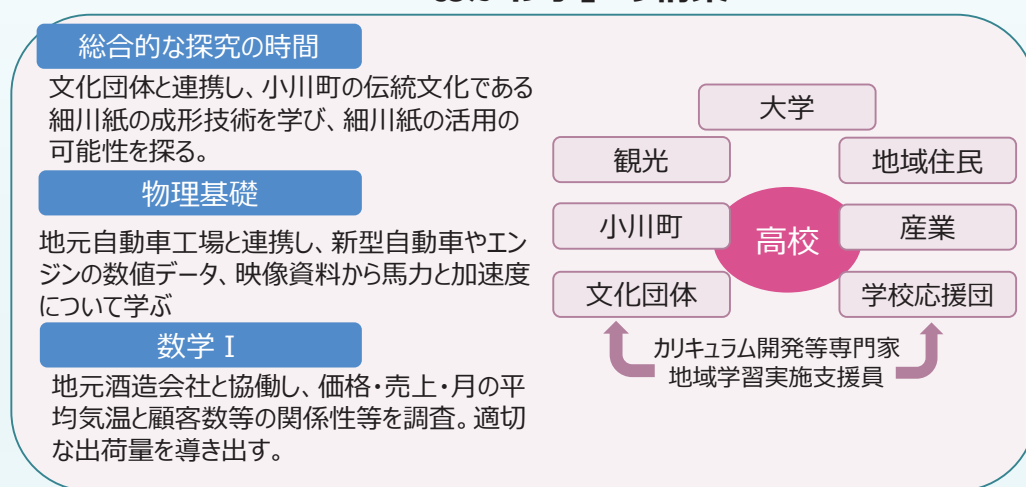 総合的な探究の時間
文化団体と連携し、小川町の伝統文化である
細川紙の成形技術を学び、細川紙の活用の
可能性を探る。
物理基礎
地元自動車工場と連携し、新型自動車やエン
ジンの数値データ、映像資料から馬力と加速度
について学ぶ
数学Ⅰ
地元酒造会社と協働し、価格・売上・月の平
均気温と顧客数等の関係性等を調査。適切
な出荷量を導き出す。
大学
観光
地域住民
小川町
高校
産業
文化団体
学校応援団
カリキュラム開発等専門家
地域学習実施支援員